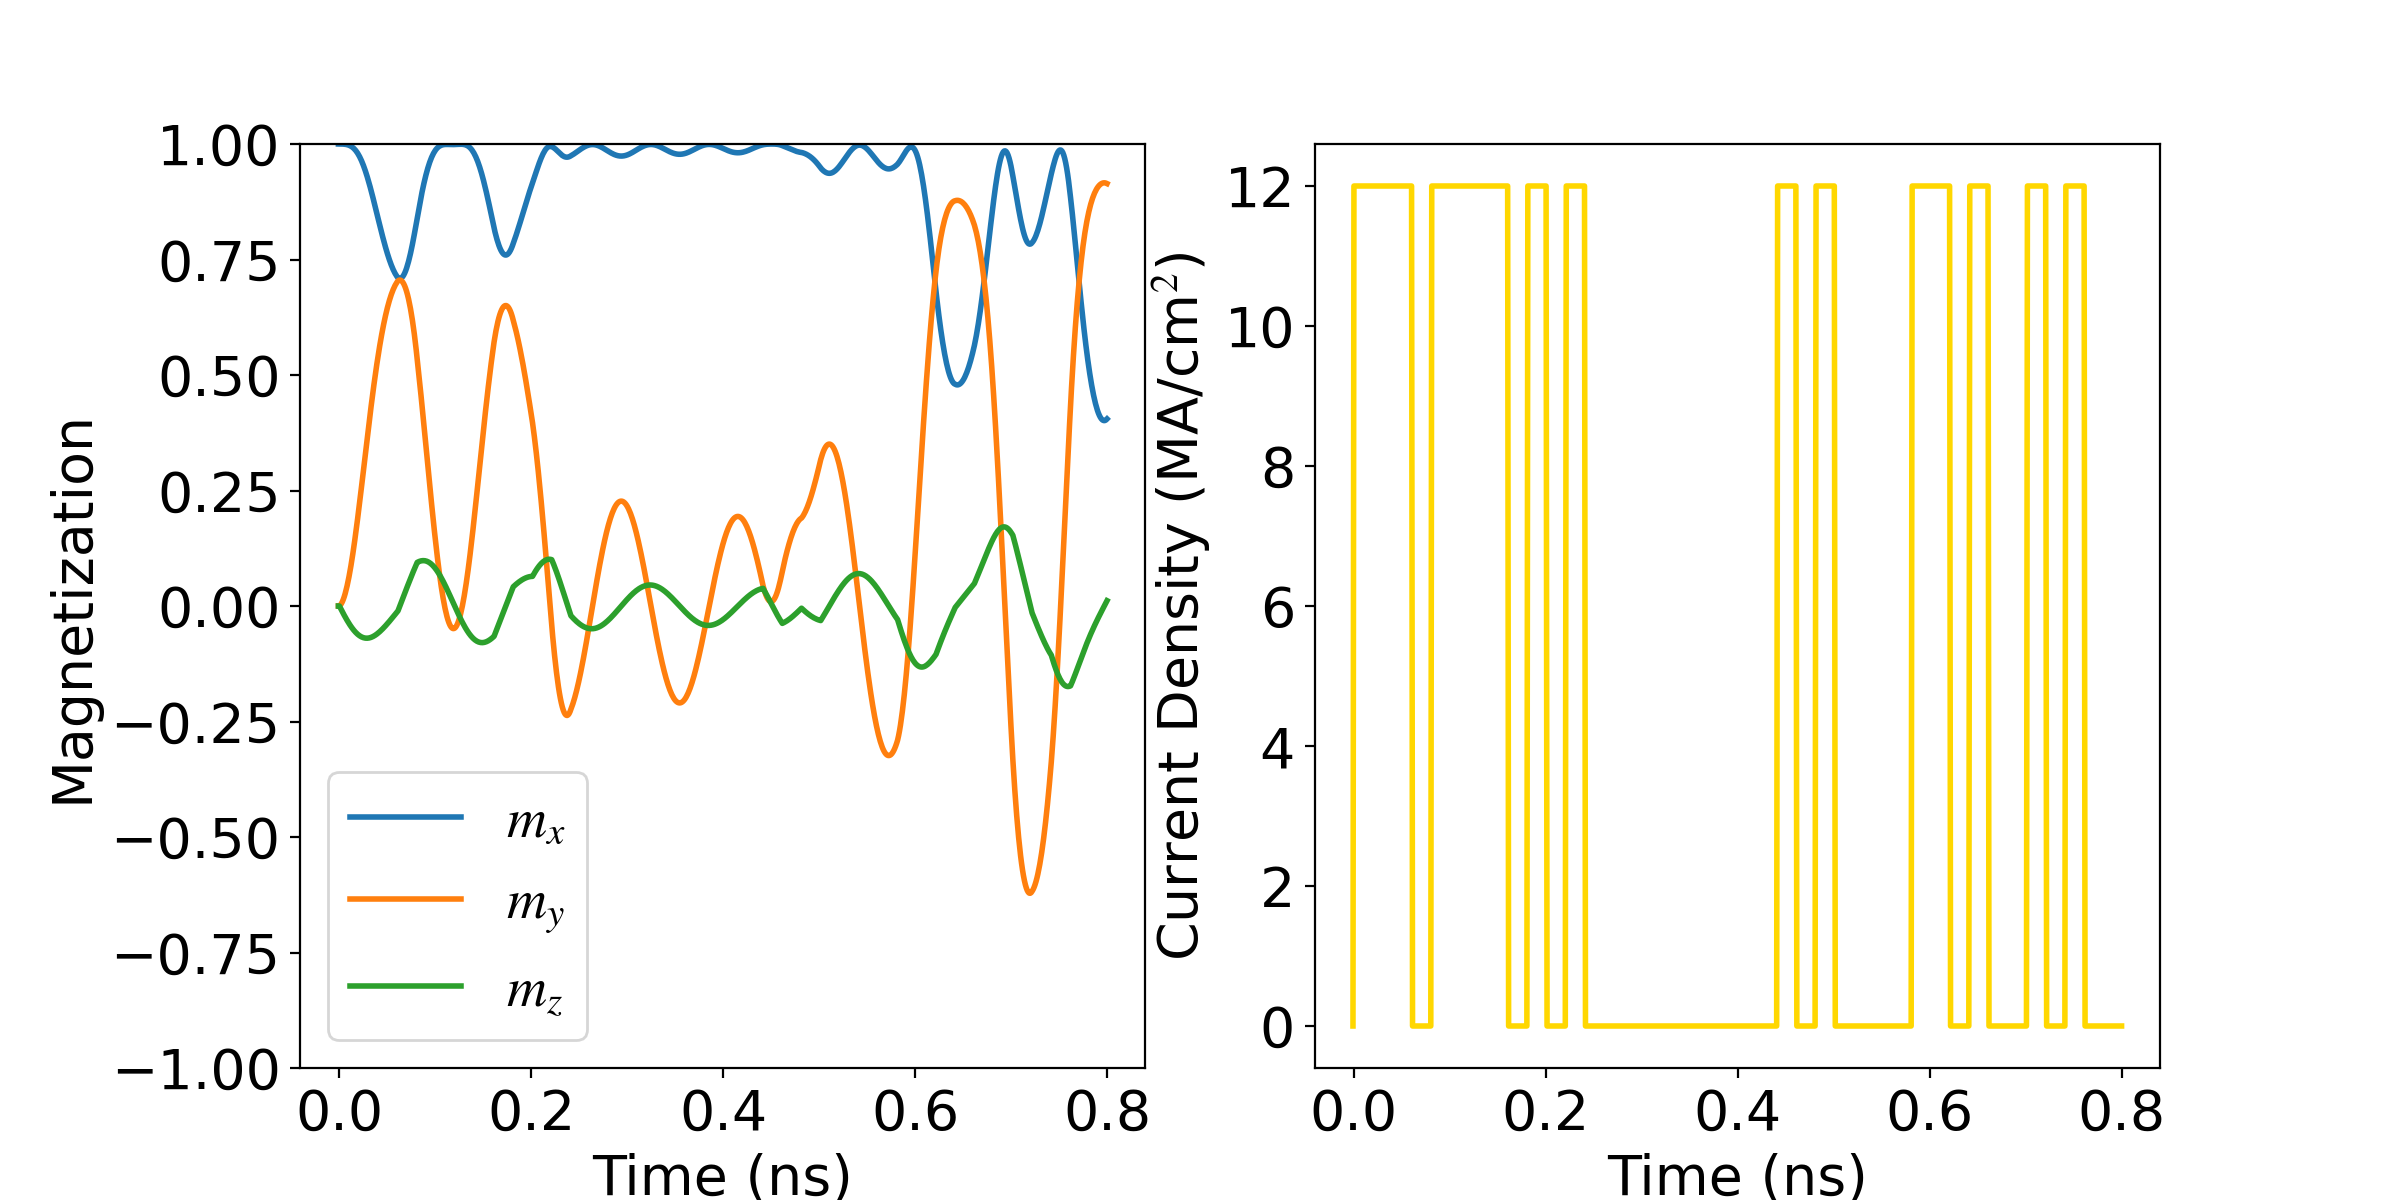 1.00
0.75
0.50
0.25
0.00
−0.25
−0.50
−0.75
−1.00
Magnetization
m_x
m_y
m_z
0.0 0.2 0.4 0.6 0.8
Time (ns)
12
10
8
6
4
2
0
Current Density (MA/cm²)
0.0 0.2 0.4 0.6 0.8
Time (ns)